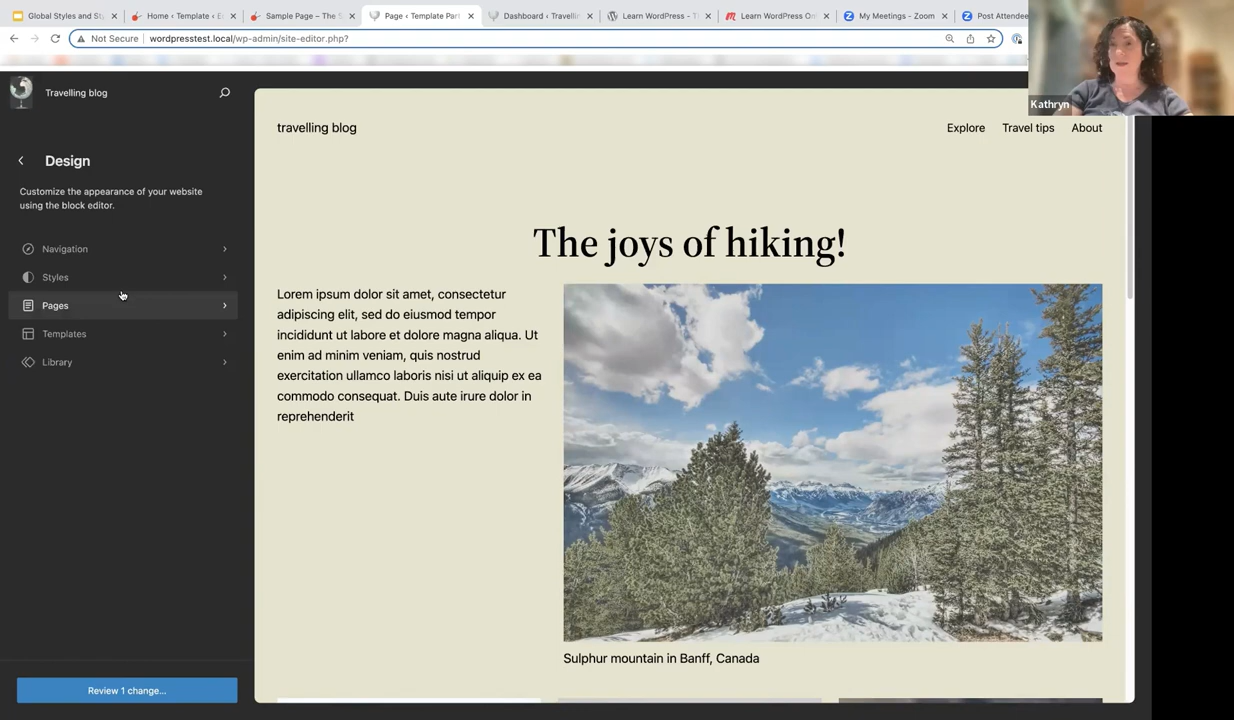 Global Styles and Sty
Home ‹ Template ‹ E
Sample Page – The S
Page ‹ Template Part
Dashboard ‹ Travellin
Learn WordPress - T
Learn WordPress On
My Meetings - Zoom
Post Attendee
Not Secure
wordpresstest.local/wp-admin/site-editor.php?
Kathryn
Travelling blog
Design
Customize the appearance of your website
using the block editor.
Navigation
Styles
Pages
Templates
Library
Review 1 change...
travelling blog
Explore
Travel tips
About
The joys of hiking!
Lorem ipsum dolor sit amet, consectetur
adipiscing elit, sed do eiusmod tempor
incididunt ut labore et dolore magna aliqua. Ut
enim ad minim veniam, quis nostrud
exercitation ullamco laboris nisi ut aliquip ex ea
commodo consequat. Duis aute irure dolor in
reprehenderit
Sulphur mountain in Banff, Canada